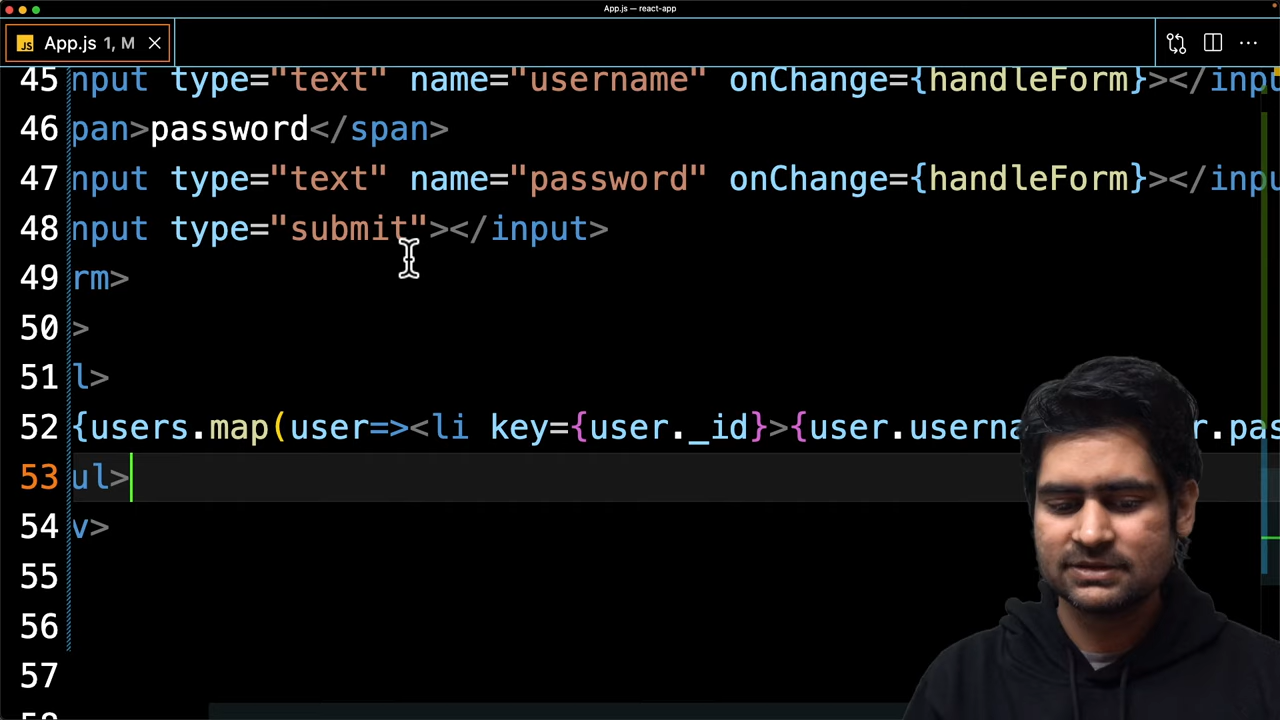 App.js — react-app
JS App.js 1, M
45 nput type="text" name="username" onChange={handleForm}></inpu
46 pan>password</span>
47 nput type="text" name="password" onChange={handleForm}></inpu
48 nput type="submit"></input>
49 rm>
50 >
51 l>
52 {users.map(user=><li key={user._id}>{user.userna r.pas
53 ul>
54 v>
55
56
57